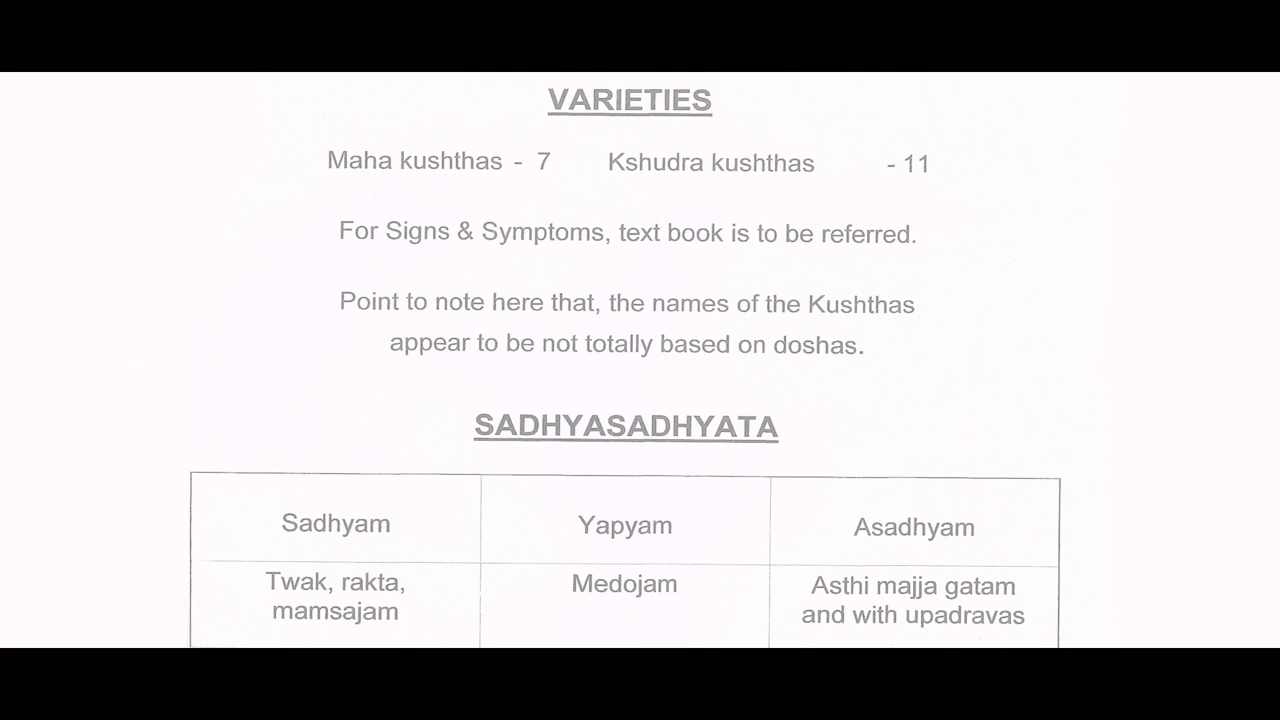 VARIETIES
Maha kushthas - 7 Kshudra kushthas - 11
For Signs & Symptoms, text book is to be referred.
Point to note here that, the names of the Kushthas
appear to be not totally based on doshas.
SADHYASADHYATA
Sadhyam Yapyam Asadhyam
Twak, rakta, Medojam Asthi majja gatam
mamsajam and with upadravas